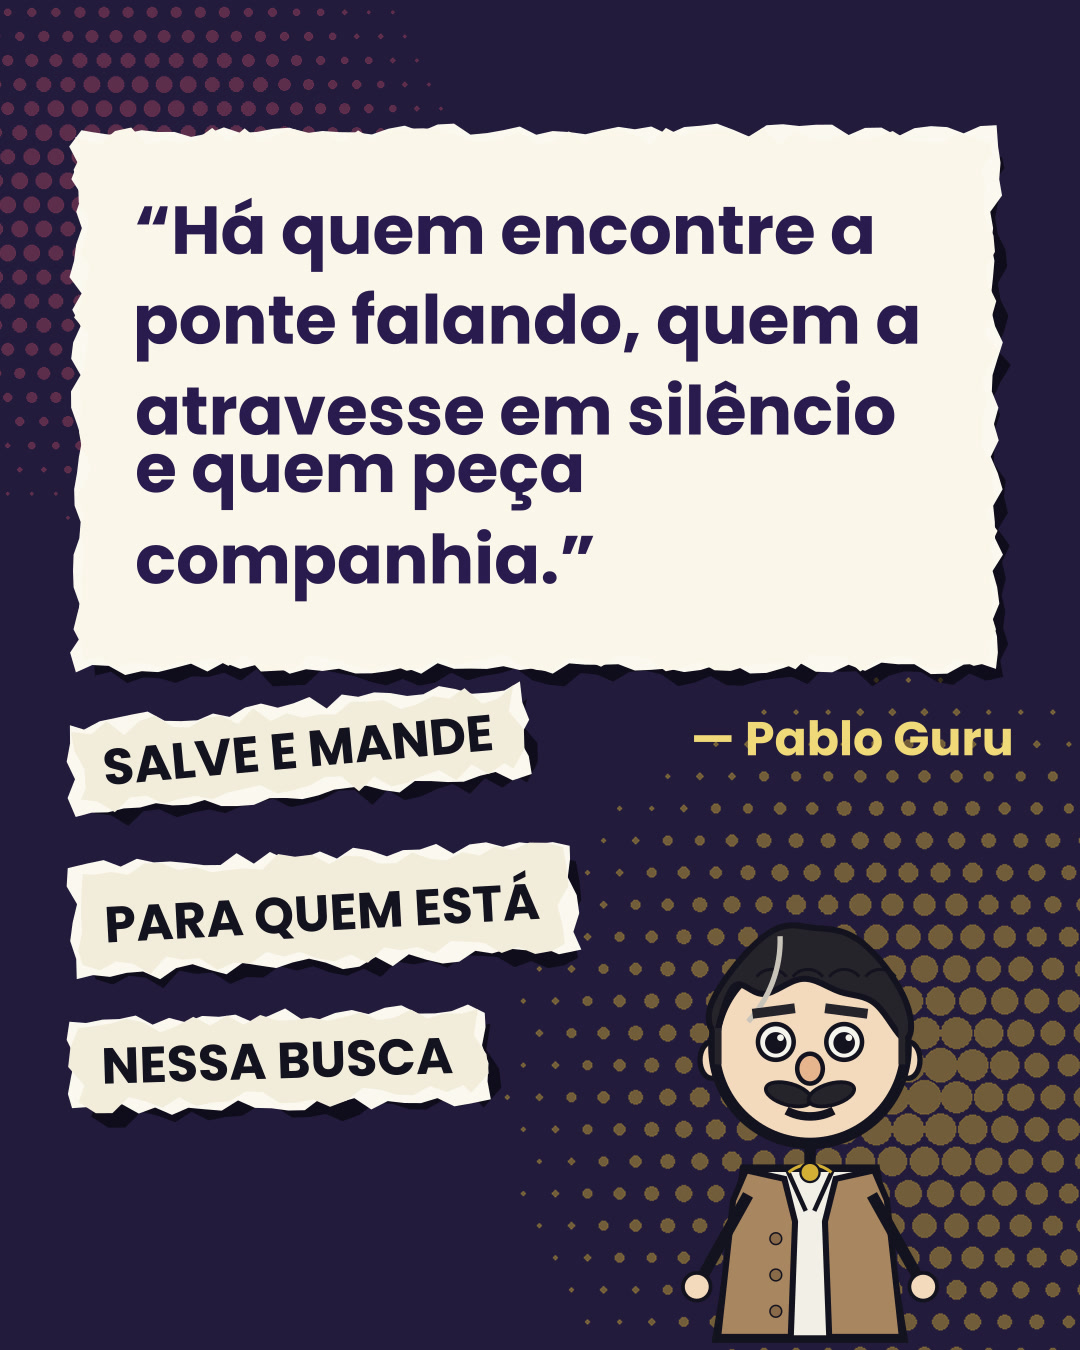 “Há quem encontre a
ponte falando, quem a
atravesse em silêncio
e quem peça
companhia.”
— Pablo Guru
SALVE E MANDE
PARA QUEM ESTÁ
NESSA BUSCA